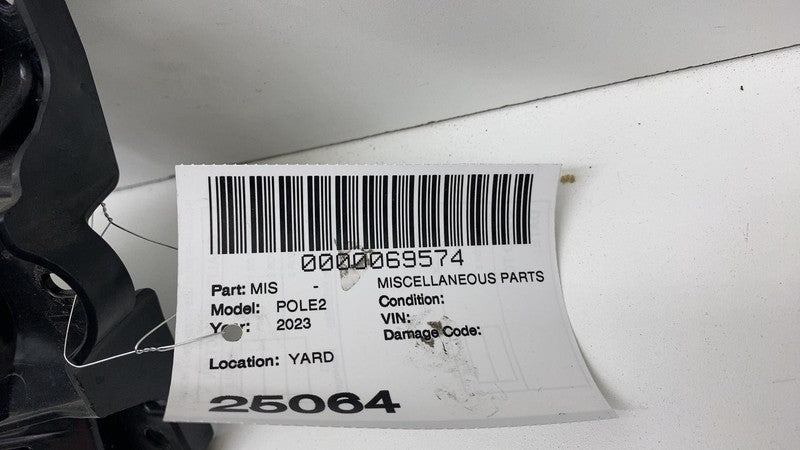 0000069574
Part: MIS - MISCELLANEOUS PARTS
Model: POLE2 Condition:
Year: 2023 VIN:
Damage Code:
Location: YARD
25064